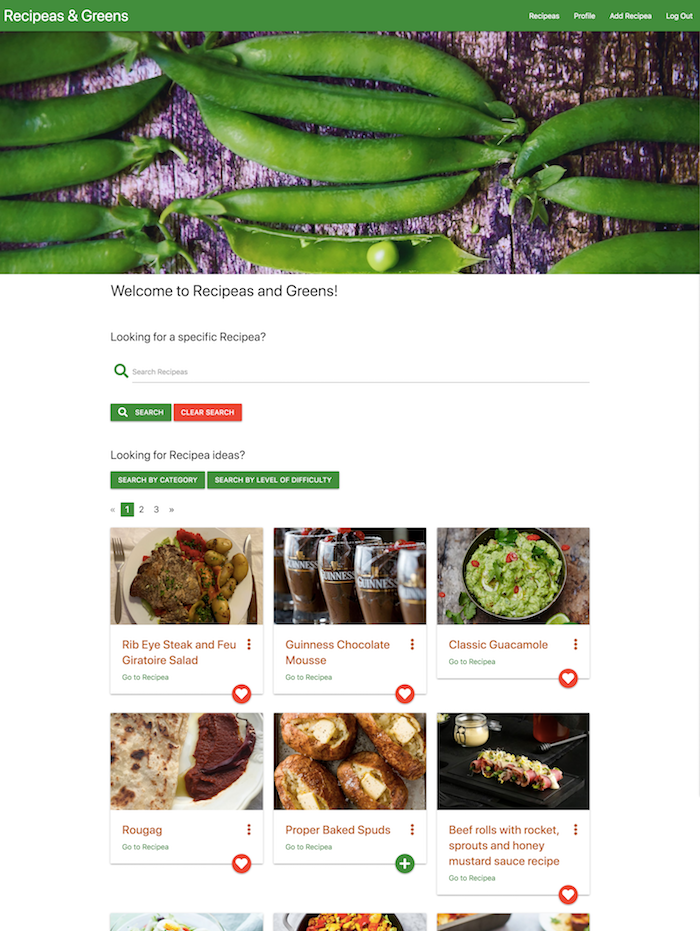 Recipeas & Greens
Recipeas Profile Add Recipea Log Out
Welcome to Recipeas and Greens!
Looking for a specific Recipea?
Search Recipeas
SEARCH CLEAR SEARCH
Looking for Recipea ideas?
SEARCH BY CATEGORY SEARCH BY LEVEL OF DIFFICULTY
« 1 2 3 »
GUINNESS GUINNESS GUINNESS GUINNESS
Rib Eye Steak and Feu
Giratoire Salad
Go to Recipea
Guinness Chocolate
Mousse
Go to Recipea
Classic Guacamole
Go to Recipea
Rougag
Go to Recipea
Proper Baked Spuds
Go to Recipea
Beef rolls with rocket,
sprouts and honey
mustard sauce recipe
Go to Recipea